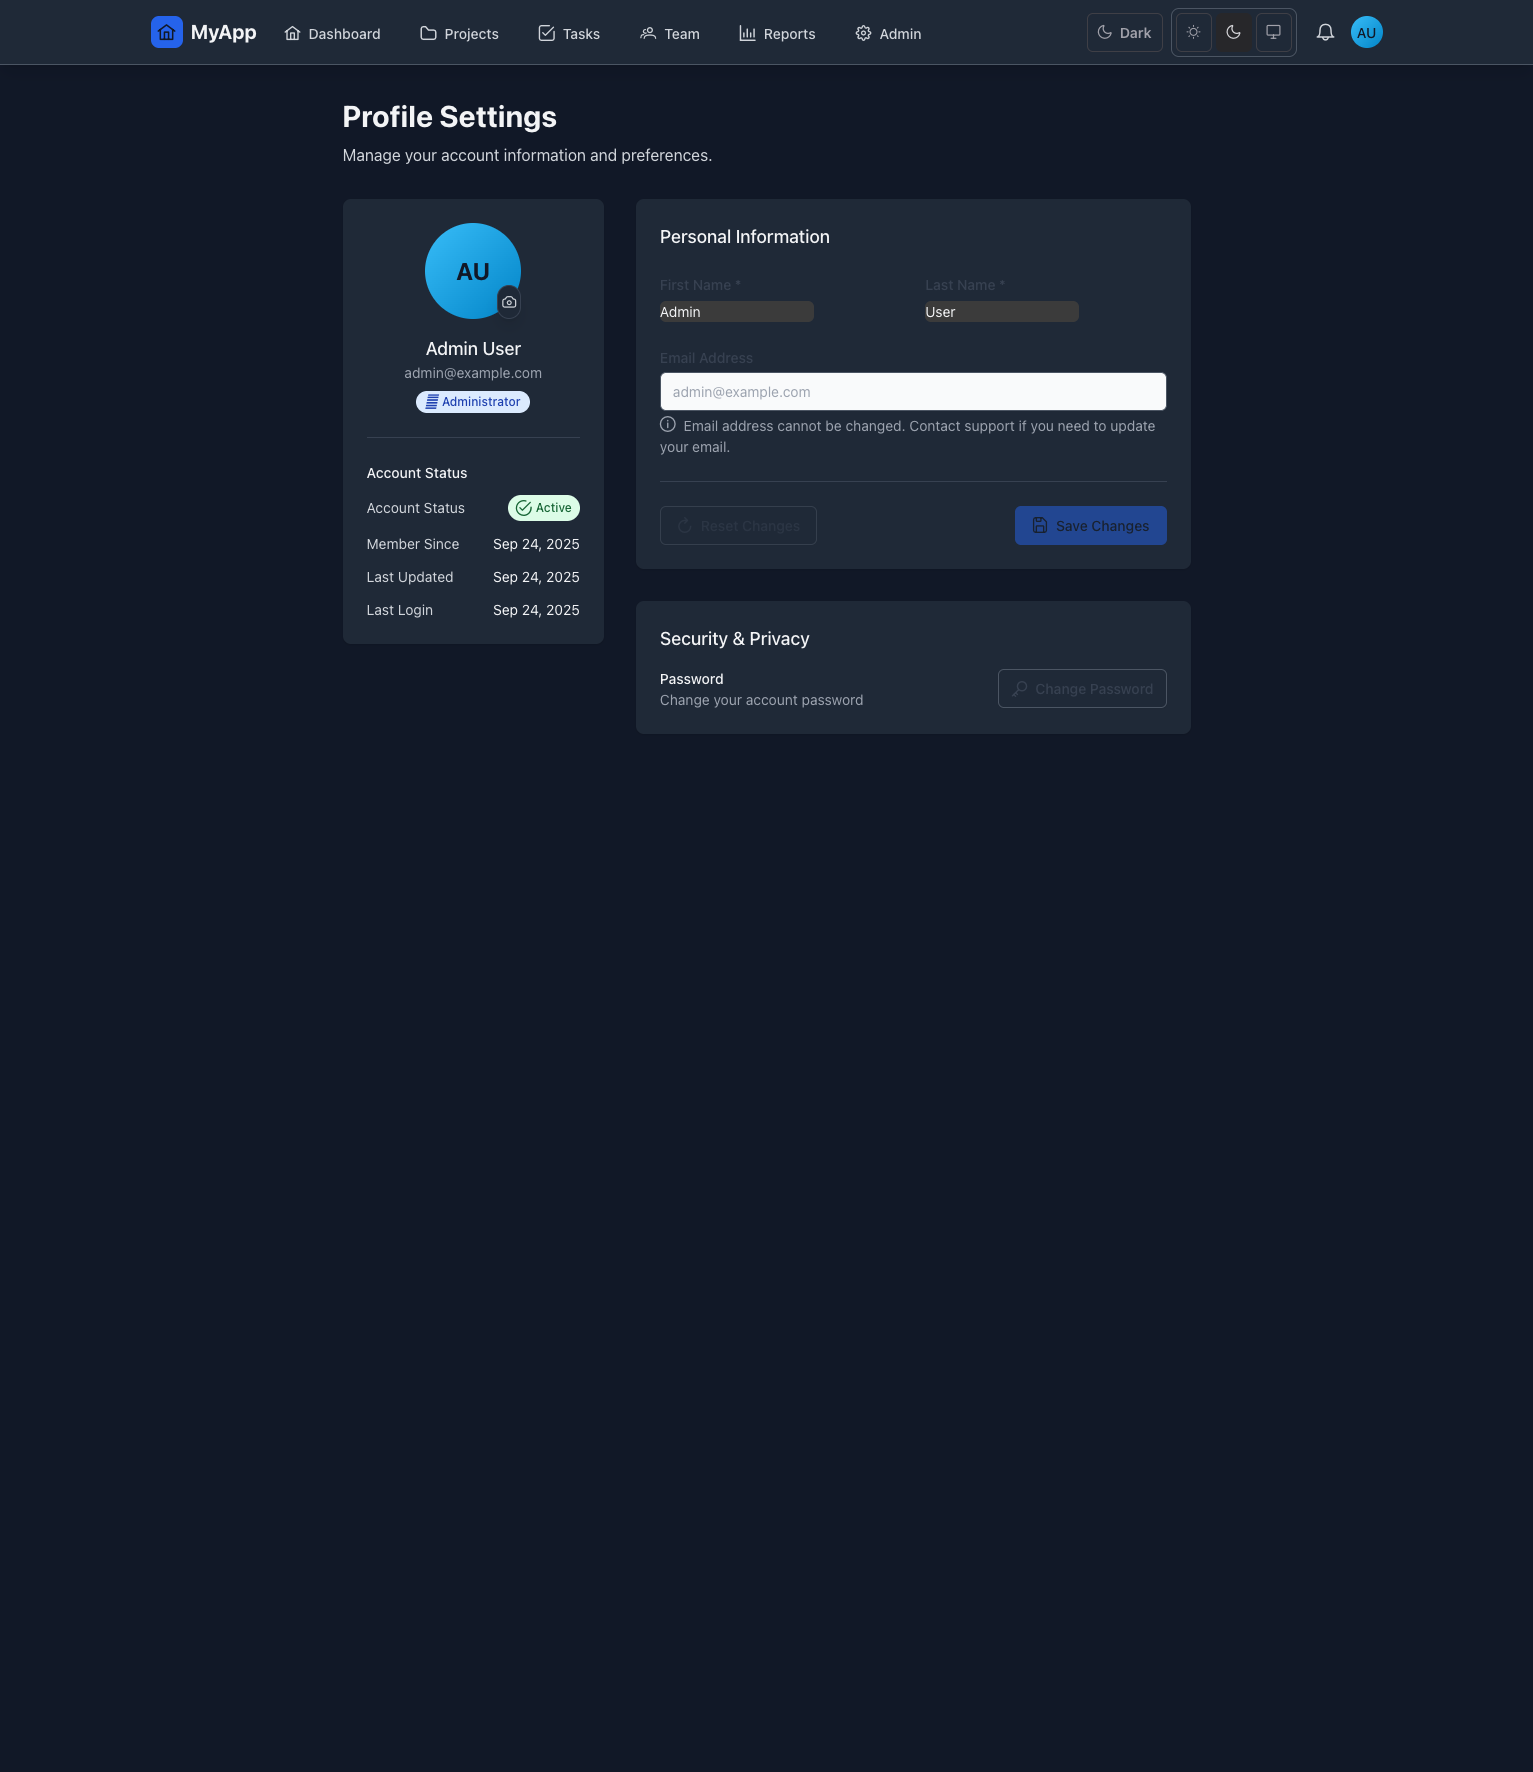 MyApp
Dashboard
Projects
Tasks
Team
Reports
Admin
Dark
AU
Profile Settings
Manage your account information and preferences.
AU
Admin User
admin@example.com
Administrator
Account Status
Account Status
Active
Member Since
Sep 24, 2025
Last Updated
Sep 24, 2025
Last Login
Sep 24, 2025
Personal Information
First Name *
Last Name *
Admin
User
Email Address
admin@example.com
Email address cannot be changed. Contact support if you need to update
your email.
Reset Changes
Save Changes
Security & Privacy
Password
Change your account password
Change Password